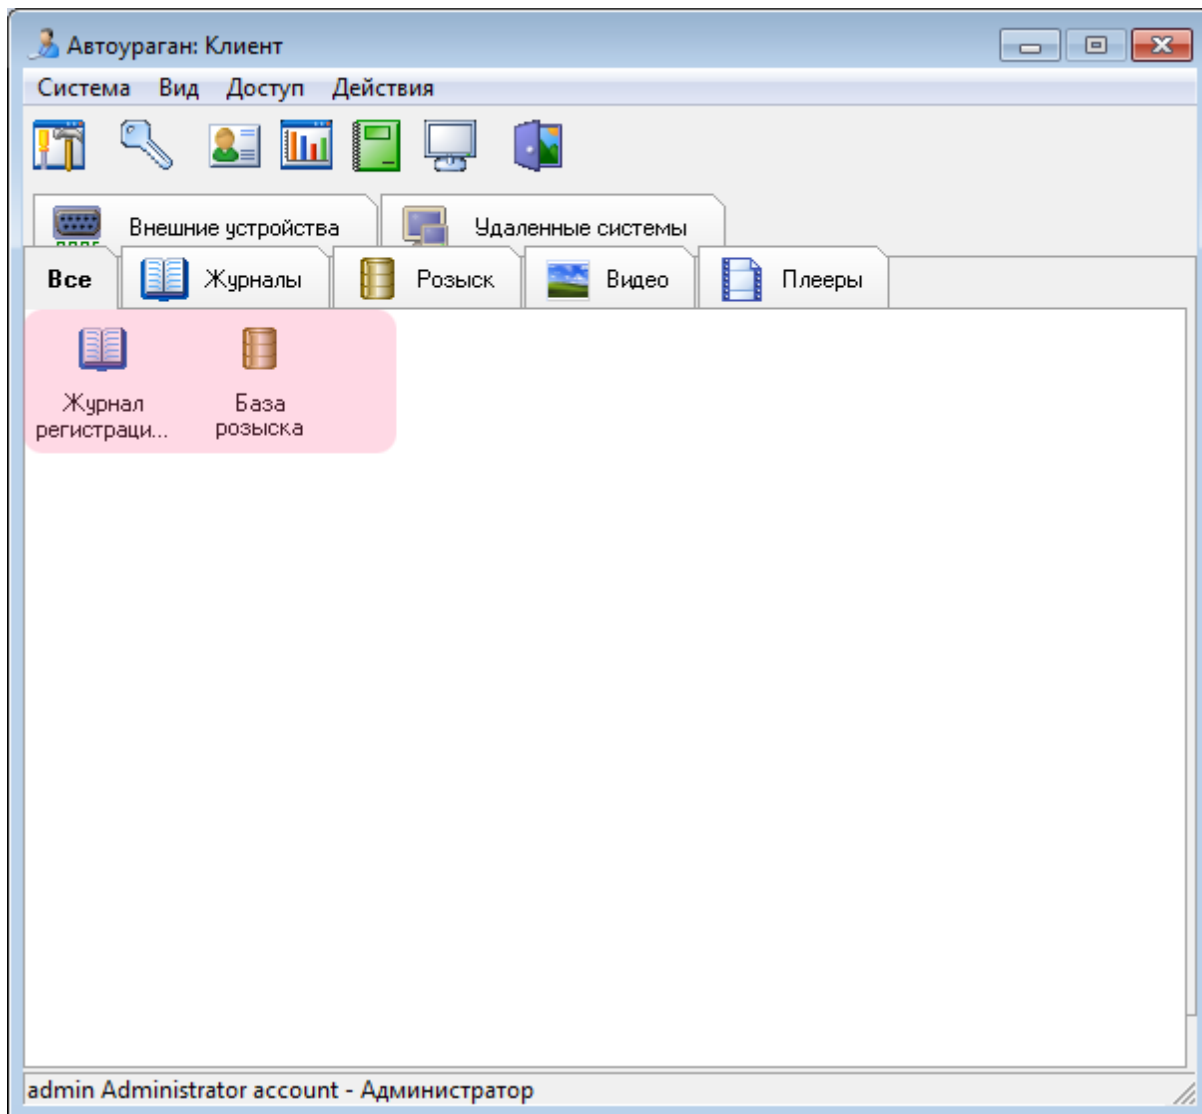 Автоураган: Клиент
Система Вид Доступ Действия
Внешние устройства Удаленные системы
Все Журналы Розыск Видео Плееры
Журнал регистраци...
База розыска
admin Administrator account - Администратор